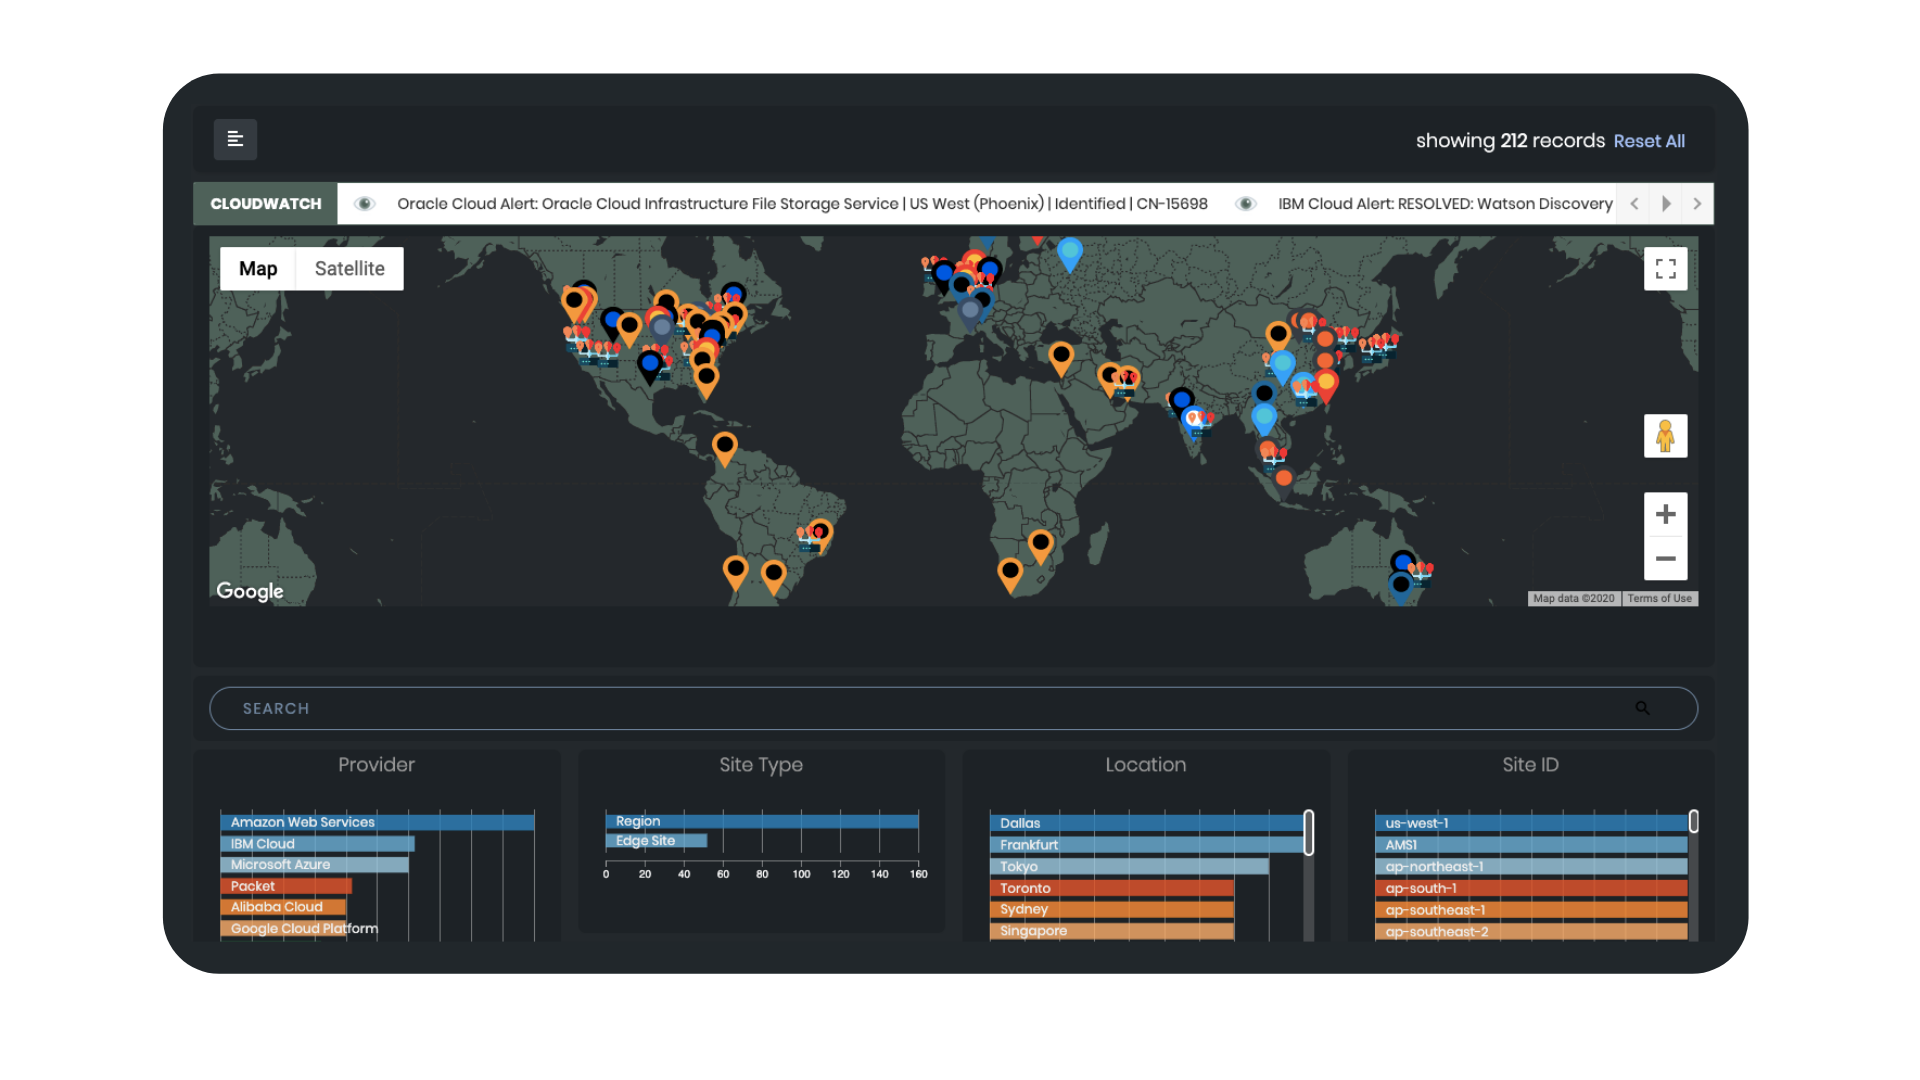 showing 212 records Reset All
CLOUDWATCH Oracle Cloud Alert: Oracle Cloud Infrastructure File Storage Service | US West (Phoenix) | Identified | CN-15698 IBM Cloud Alert: RESOLVED: Watson Discovery
Map Satellite
Google
Map data ©2020 Terms of Use
SEARCH
Provider
Amazon Web Services
IBM Cloud
Microsoft Azure
Packet
Alibaba Cloud
Google Cloud Platform
Site Type
Region
Edge Site
0 20 40 60 80 100 120 140 160
Location
Dallas
Frankfurt
Tokyo
Toronto
Sydney
Singapore
Site ID
us-west-1
AMS1
ap-northeast-1
ap-south-1
ap-southeast-1
ap-southeast-2